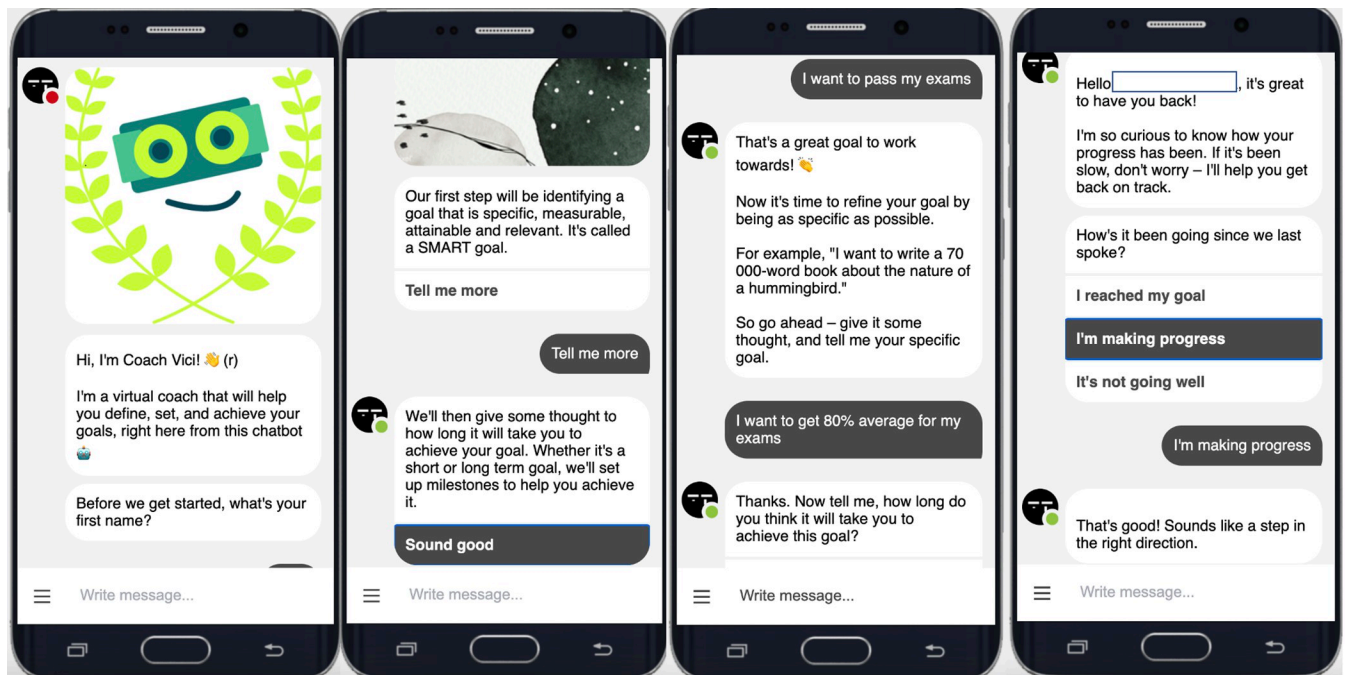 Hi, I'm Coach Vici! 👋 (r)
I'm a virtual coach that will help
you define, set, and achieve your
goals, right here from this chatbot
🤖
Before we get started, what's your
first name?
Write message...
Our first step will be identifying a
goal that is specific, measurable,
attainable and relevant. It's called
a SMART goal.
Tell me more
Tell me more
We'll then give some thought to
how long it will take you to
achieve your goal. Whether it's a
short or long term goal, we'll set
up milestones to help you achieve
it.
Sound good
Write message...
I want to pass my exams
That's a great goal to work
towards! 👏
Now it's time to refine your goal by
being as specific as possible.
For example, "I want to write a 70
000-word book about the nature of
a hummingbird."
So go ahead – give it some
thought, and tell me your specific
goal.
I want to get 80% average for my
exams
Thanks. Now tell me, how long do
you think it will take you to
achieve this goal?
Write message...
Hello , it's great
to have you back!
I'm so curious to know how your
progress has been. If it's been
slow, don't worry – I'll help you get
back on track.
How's it been going since we last
spoke?
I reached my goal
I'm making progress
It's not going well
I'm making progress
That's good! Sounds like a step in
the right direction.
Write message...